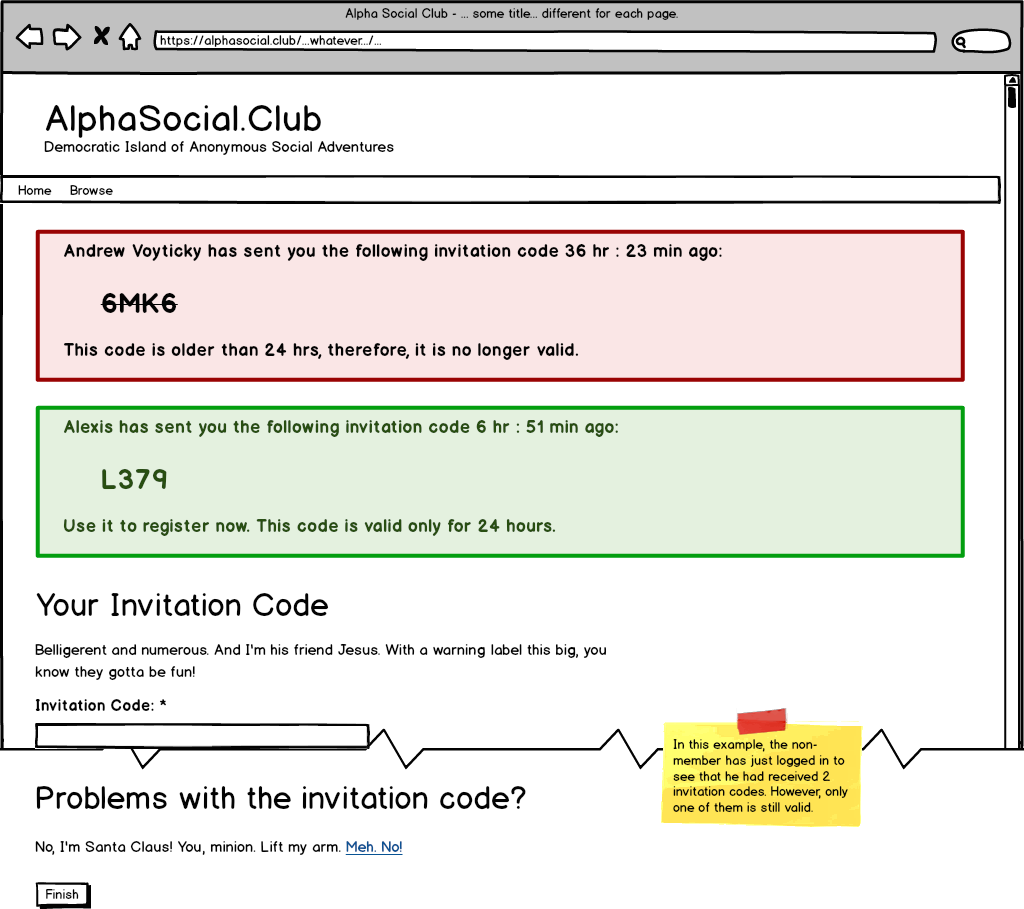 Alpha Social Club - ... some title... different for each page.
https://alphasocial.club/...whatever.../...
AlphaSocial.Club
Democratic Island of Anonymous Social Adventures
Home Browse
Andrew Voyticky has sent you the following invitation code 36 hr : 23 min ago:
6MK6
This code is older than 24 hrs, therefore, it is no longer valid.
Alexis has sent you the following invitation code 6 hr : 51 min ago:
L379
Use it to register now. This code is valid only for 24 hours.
Your Invitation Code
Belligerent and numerous. And I'm his friend Jesus. With a warning label this big, you
know they gotta be fun!
Invitation Code: *
In this example, the non-
member has just logged in to
see that he had received 2
invitation codes. However, only
one of them is still valid.
Problems with the invitation code?
No, I'm Santa Claus! You, minion. Lift my arm. Meh. No!
Finish